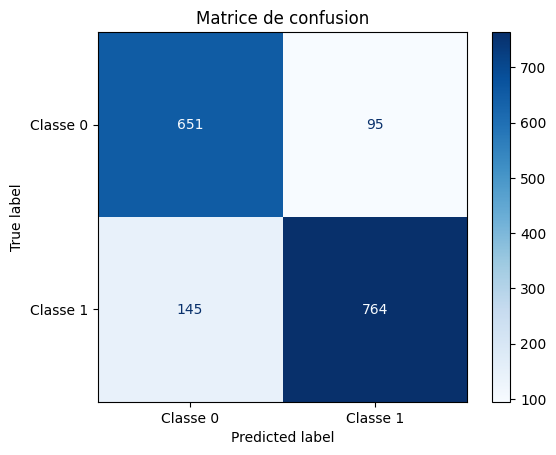 Matrice de confusion
True label
Classe 0
651
95
Classe 1
145
764
Classe 0
Classe 1
Predicted label
700
600
500
400
300
200
100